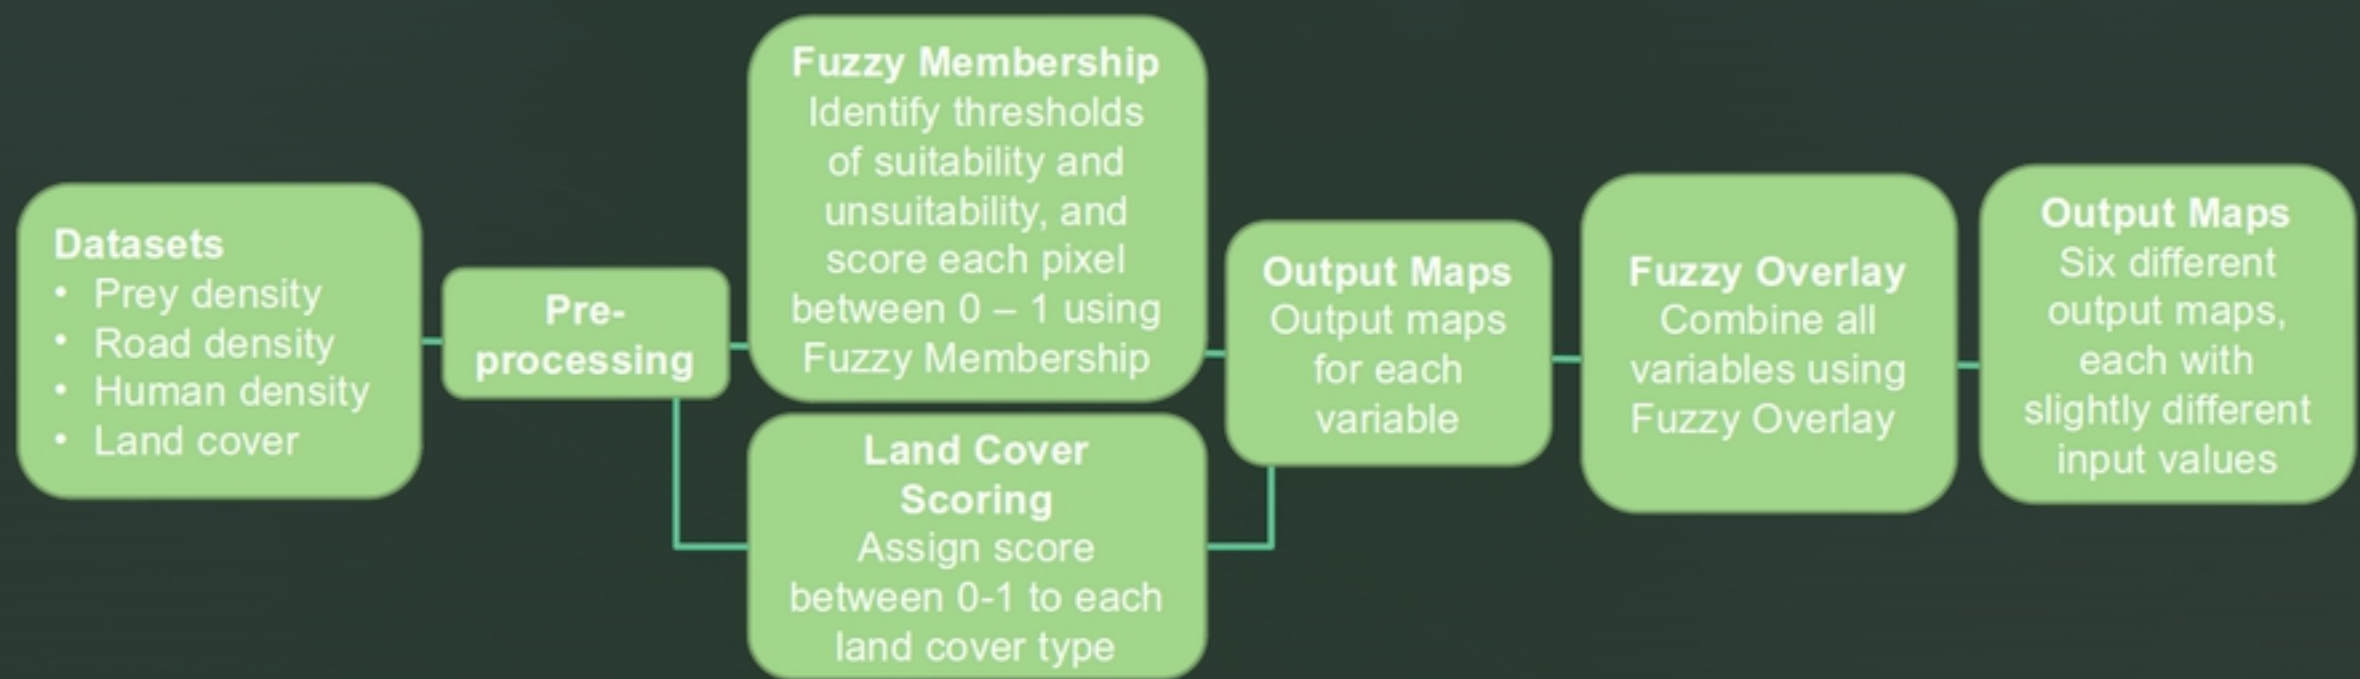 Datasets
• Prey density
• Road density
• Human density
• Land cover
Pre-
processing
Fuzzy Membership
Identify thresholds
of suitability and
unsuitability, and
score each pixel
between 0 – 1 using
Fuzzy Membership
Land Cover
Scoring
Assign score
between 0-1 to each
land cover type
Output Maps
Output maps
for each
variable
Fuzzy Overlay
Combine all
variables using
Fuzzy Overlay
Output Maps
Six different
output maps,
each with
slightly different
input values